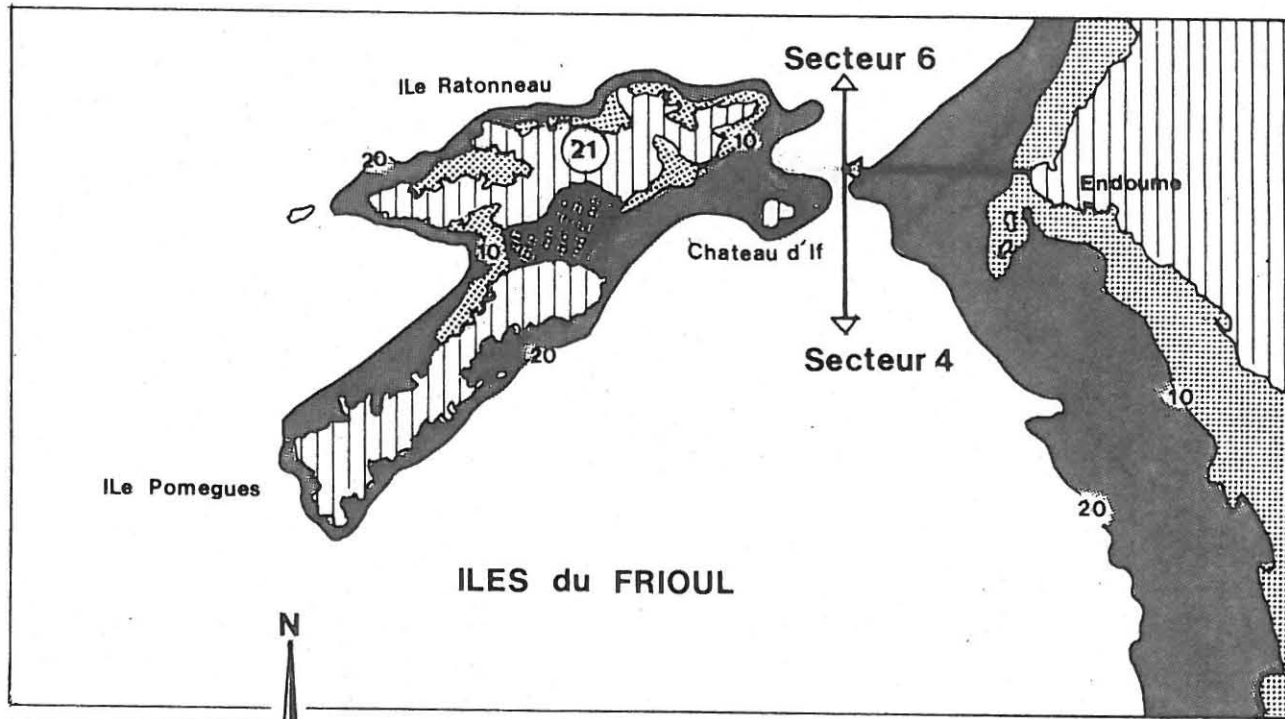 Secteur 6
ILe Ratonneau
10
21
20
Endoume
10
Chateau d'If
20
Secteur 4
10
ILe Pomegues
20
ILES du FRIOUL
N